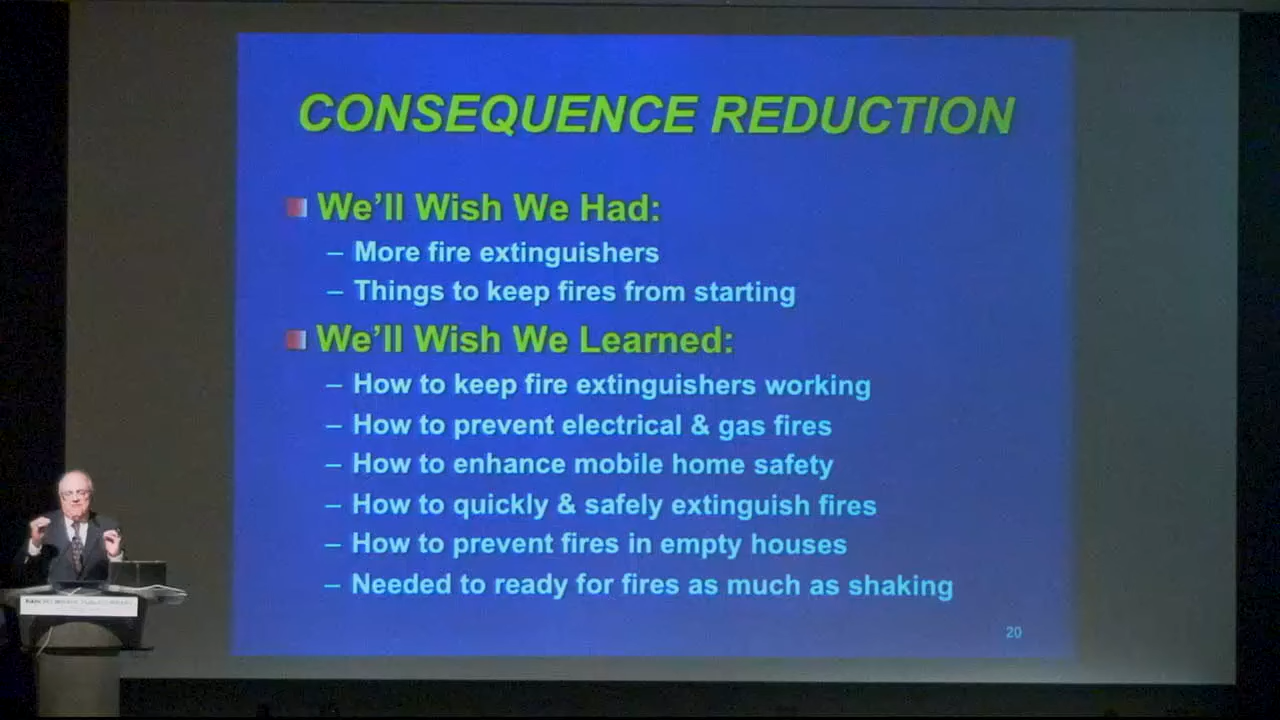 CONSEQUENCE REDUCTION
We'll Wish We Had:
– More fire extinguishers
– Things to keep fires from starting
We'll Wish We Learned:
– How to keep fire extinguishers working
– How to prevent electrical & gas fires
– How to enhance mobile home safety
– How to quickly & safely extinguish fires
– How to prevent fires in empty houses
– Needed to ready for fires as much as shaking
20